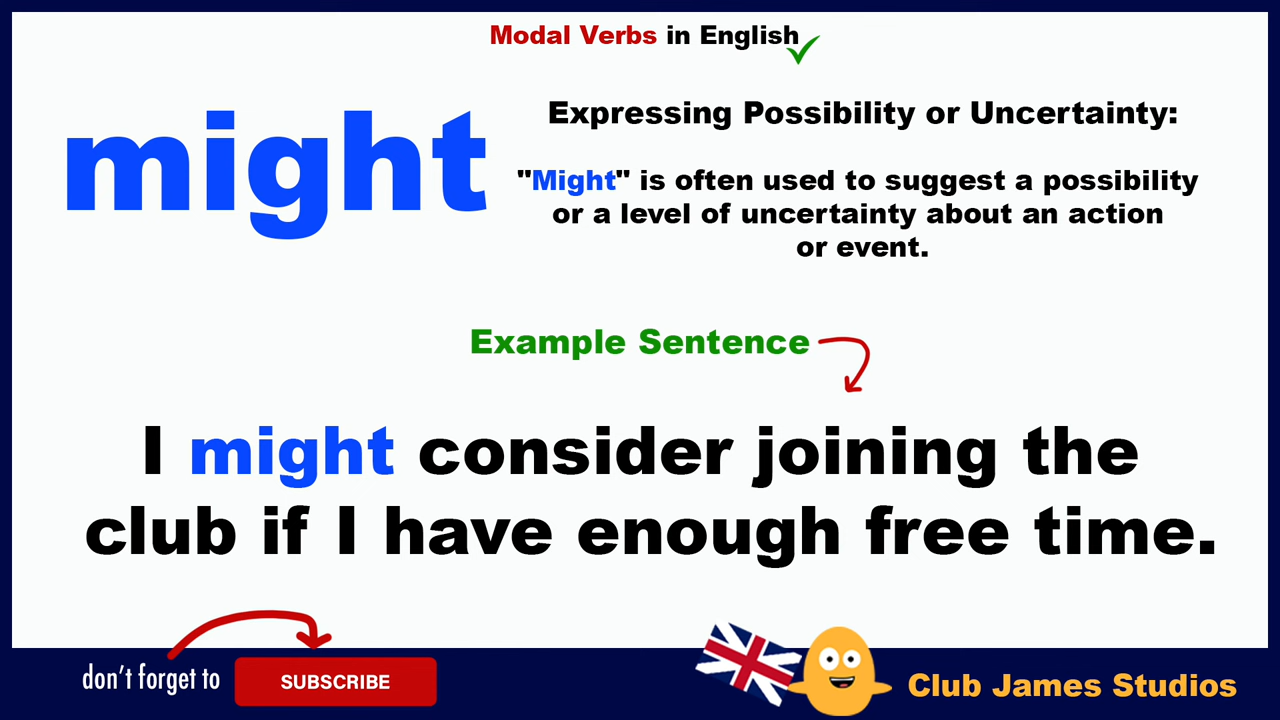 Modal Verbs in English
might
Expressing Possibility or Uncertainty:
"Might" is often used to suggest a possibility
or a level of uncertainty about an action
or event.
Example Sentence
I might consider joining the
club if I have enough free time.
don't forget to
SUBSCRIBE
Club James Studios